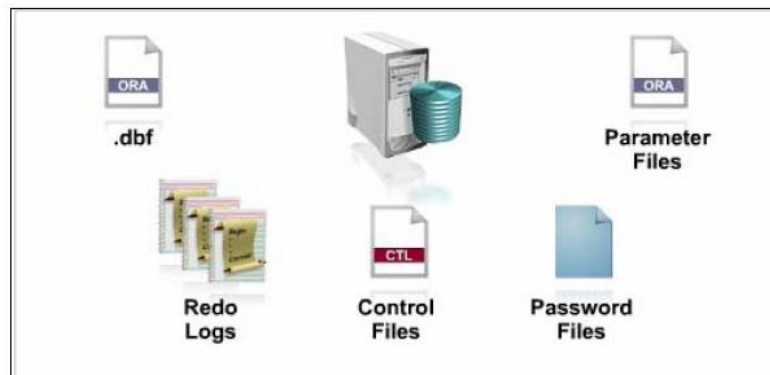 ORA
.dbf
ORA
Parameter
Files
Redo
Logs
CTL
Control
Files
Password
Files